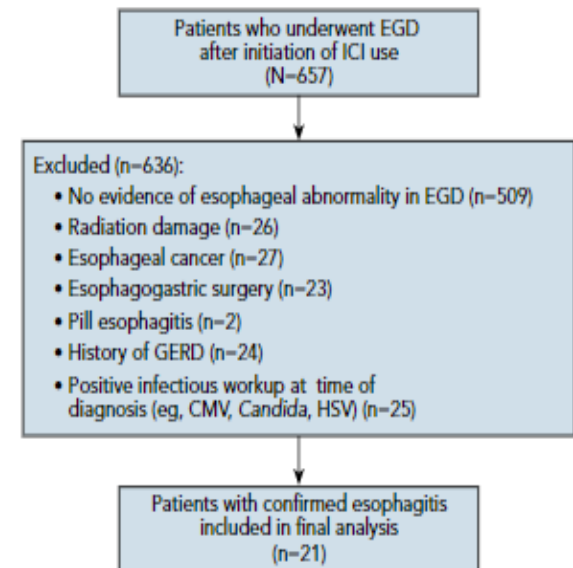 Patients who underwent EGD
after initiation of ICI use
(N=657)
Excluded (n=636):
• No evidence of esophageal abnormality in EGD (n=509)
• Radiation damage (n=26)
• Esophageal cancer (n=27)
• Esophagogastric surgery (n=23)
• Pill esophagitis (n=2)
• History of GERD (n=24)
• Positive infectious workup at time of
diagnosis (eg, CMV, Candida, HSV) (n=25)
Patients with confirmed esophagitis
included in final analysis
(n=21)